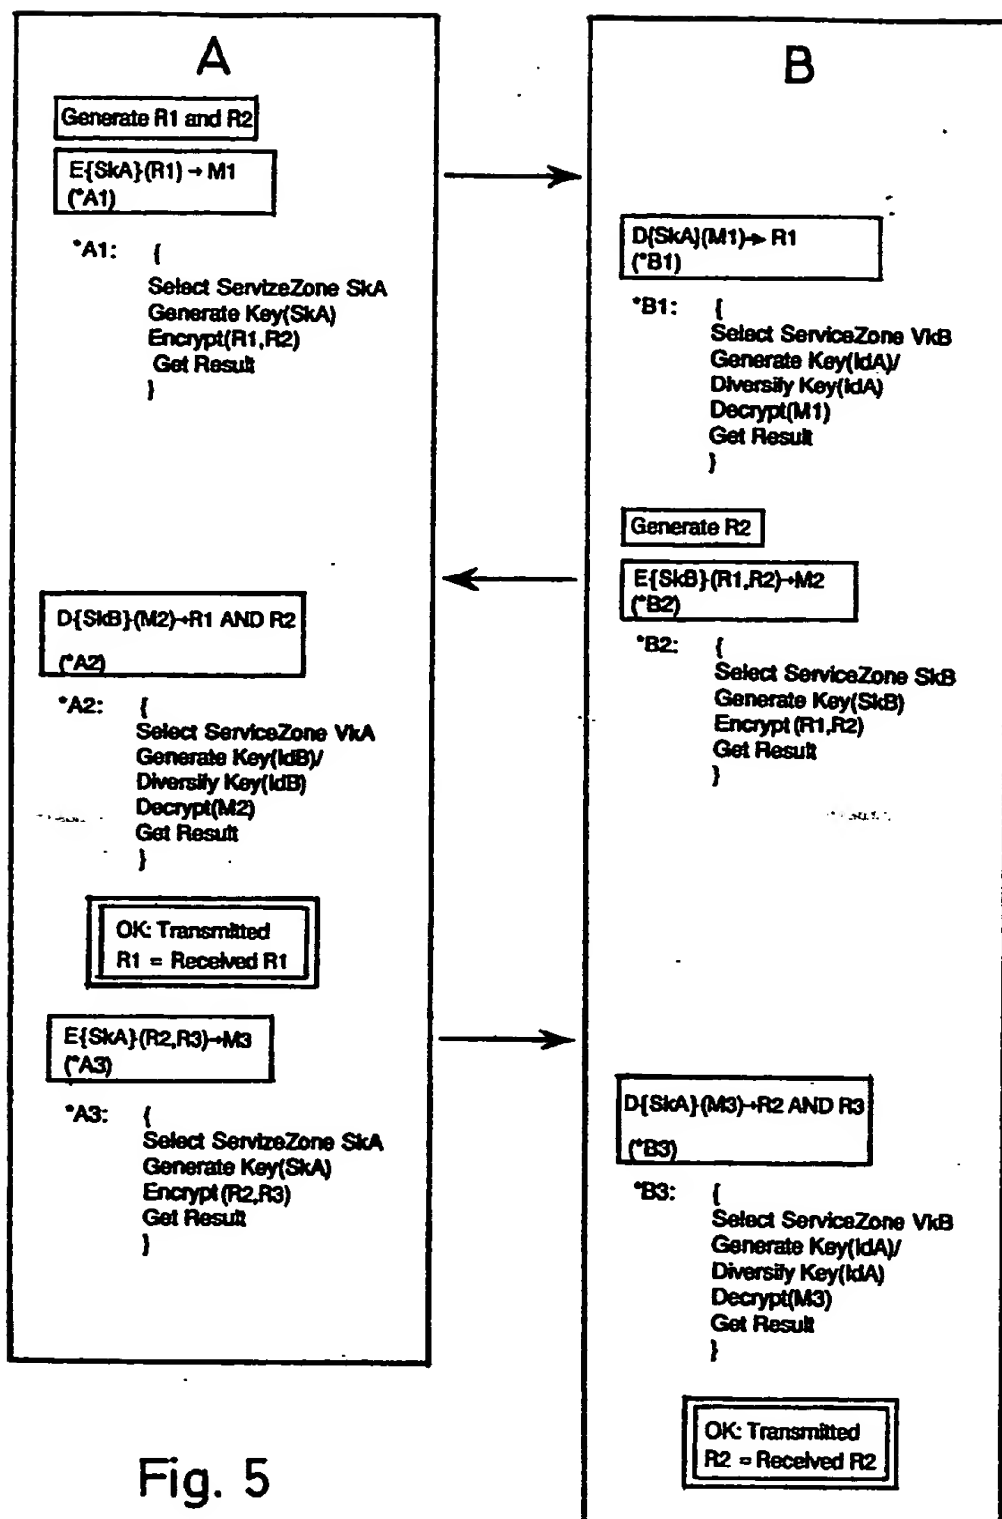 A
Generate R1 and R2
E{SkA}(R1)→M1
(*A1)
*A1: {
Select ServizeZone SkA
Generate Key(SkA)
Encrypt(R1,R2)
Get Result
}
D{SkB}(M2)→R1 AND R2
(*A2)
*A2: {
Select ServiceZone VkA
Generate Key(IdB)/
Diversify Key(IdB)
Decrypt(M2)
Get Result
}
OK: Transmitted
R1 = Received R1
E{SkA}(R2,R3)→M3
(*A3)
*A3: {
Select ServizeZone SkA
Generate Key(SkA)
Encrypt(R2,R3)
Get Result
}
B
D{SkA}(M1)→ R1
(*B1)
*B1: {
Select ServiceZone VkB
Generate Key(IdA)/
Diversify Key(IdA)
Decrypt(M1)
Get Result
}
Generate R2
E{SkB}(R1,R2)→M2
(*B2)
*B2: {
Select ServiceZone SkB
Generate Key(SkB)
Encrypt(R1,R2)
Get Result
}
D{SkA}(M3)→R2 AND R3
(*B3)
*B3: {
Select ServiceZone VkB
Generate Key(IdA)/
Diversify Key(IdA)
Decrypt(M3)
Get Result
}
OK: Transmitted
R2 = Received R2
Fig. 5